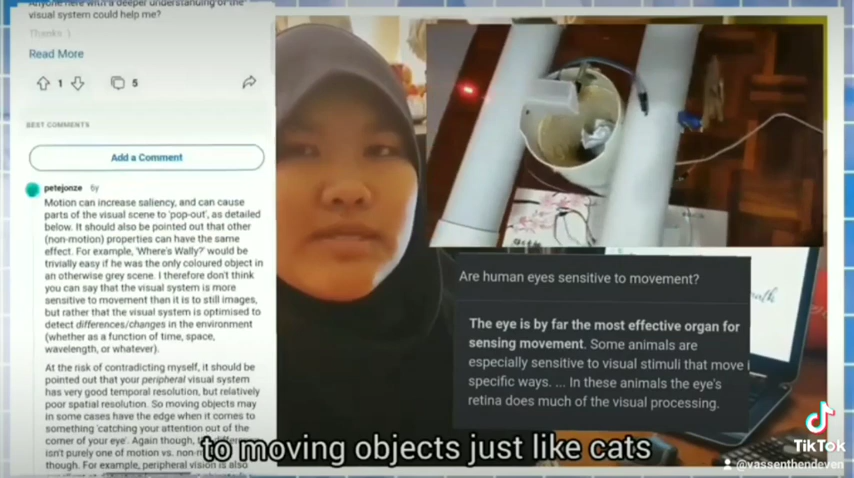 Anyone here with a deeper understanding of the
visual system could help me?
Thanks :)
Read More
1
5
BEST COMMENTS
Add a Comment
petejonze 6y
Motion can increase saliency, and can cause
parts of the visual scene to 'pop-out', as detailed
below. It should also be pointed out that other
(non-motion) properties can have the same
effect. For example, 'Where's Wally?' would be
trivially easy if he was the only coloured object in
an otherwise grey scene. I therefore don't think
you can say that the visual system is more
sensitive to movement than it is to still images,
but rather that the visual system is optimised to
detect differences/changes in the environment
(whether as a function of time, space,
wavelength, or whatever).
At the risk of contradicting myself, it should be
pointed out that your peripheral visual system
has very good temporal resolution, but relatively
poor spatial resolution. So moving objects may
in some cases have the edge when it comes to
something 'catching your attention out of the
corner of your eye'. Again though,
isn't purely one of motion vs.
though. For example, peripheral vision is also
Are human eyes sensitive to movement?
The eye is by far the most effective organ for
sensing movement. Some animals are
especially sensitive to visual stimuli that move
specific ways. ... In these animals the eye's
retina does much of the visual processing.
to moving objects just like cats
TikTok
@vassenthendeven